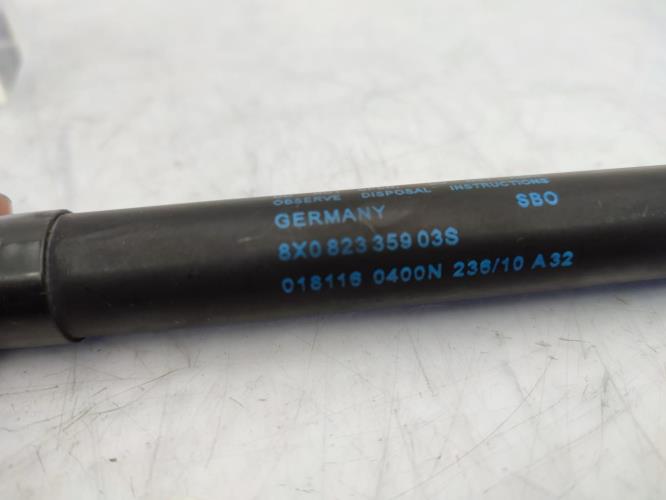 OBSERVE DISPOSAL INSTRUCTIONS
GERMANY SBO
8X0 823 359 03S
018116 0400N 236/10 A32